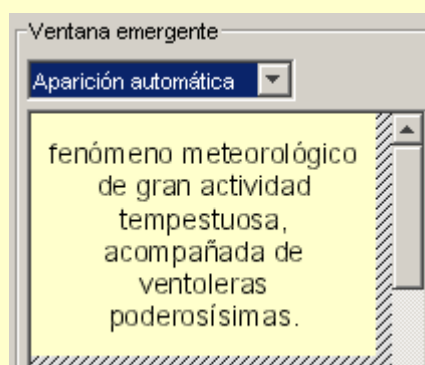 Ventana emergente
Aparición automática
fenómeno meteorológico
de gran actividad
tempestuosa,
acompañada de
ventoleras
poderosísimas.